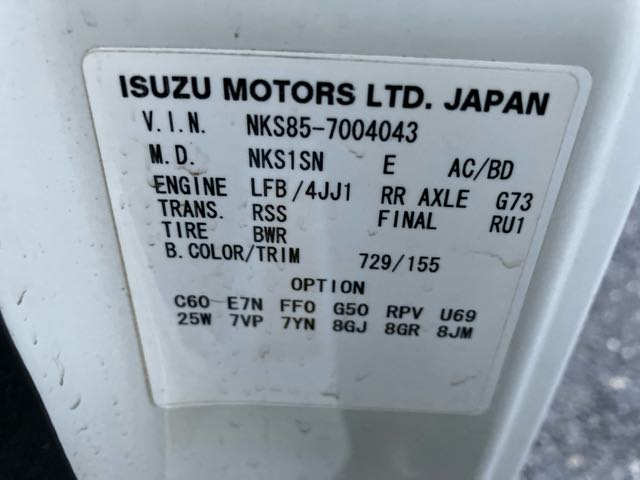 ISUZU MOTORS LTD. JAPAN
V.I.N. NKS85-7004043
M.D. NKS1SN E AC/BD
ENGINE LFB/4JJ1 RR AXLE G73
TRANS. RSS FINAL RU1
TIRE BWR
B.COLOR/TRIM 729/155
OPTION
C60 E7N FF0 G50 RPV U69
25W 7VP 7YN 8GJ 8GR 8JM